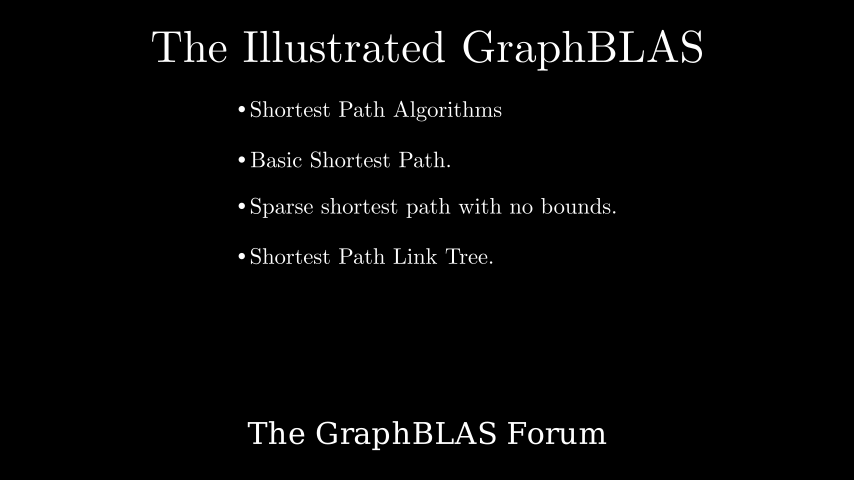 The Illustrated GraphBLAS
• Shortest Path Algorithms
• Basic Shortest Path.
• Sparse shortest path with no bounds.
• Shortest Path Link Tree.
The GraphBLAS Forum